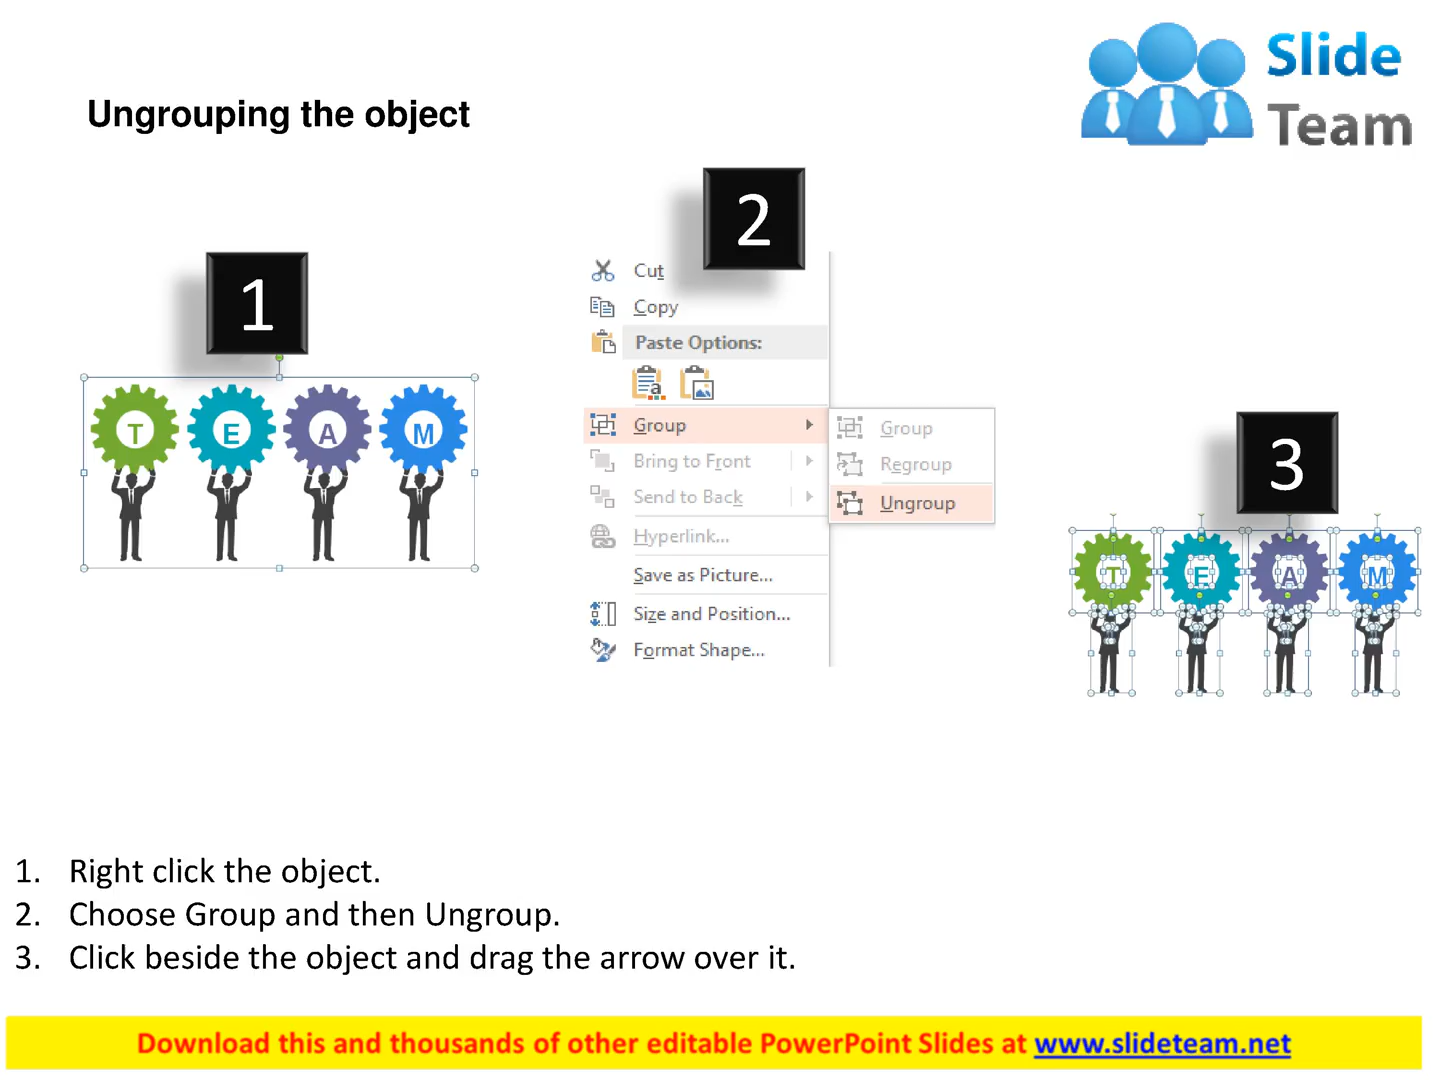 Slide
Team
Ungrouping the object
1
T E A M
2
Cut
Copy
Paste Options:
a
Group
Bring to Front
Send to Back
Hyperlink...
Save as Picture...
Size and Position...
Format Shape...
Group
Regroup
Ungroup
3
T E A M
1. Right click the object.
2. Choose Group and then Ungroup.
3. Click beside the object and drag the arrow over it.
Download this and thousands of other editable PowerPoint Slides at www.slideteam.net